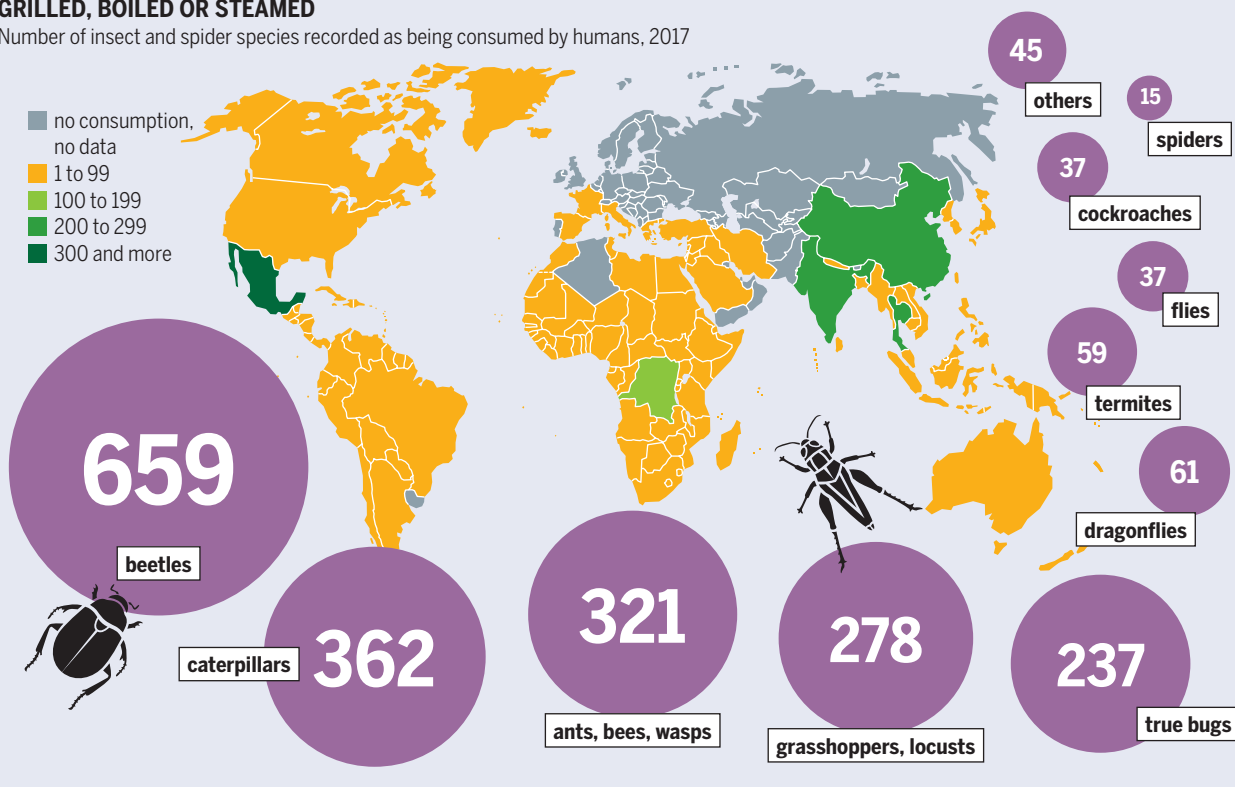 GRILLED, BOILED OR STEAMED
Number of insect and spider species recorded as being consumed by humans, 2017
no consumption,
no data
1 to 99
100 to 199
200 to 299
300 and more
45
others
15
spiders
37
cockroaches
37
flies
59
termites
61
dragonflies
659
beetles
caterpillars
362
321
ants, bees, wasps
278
grasshoppers, locusts
237
true bugs